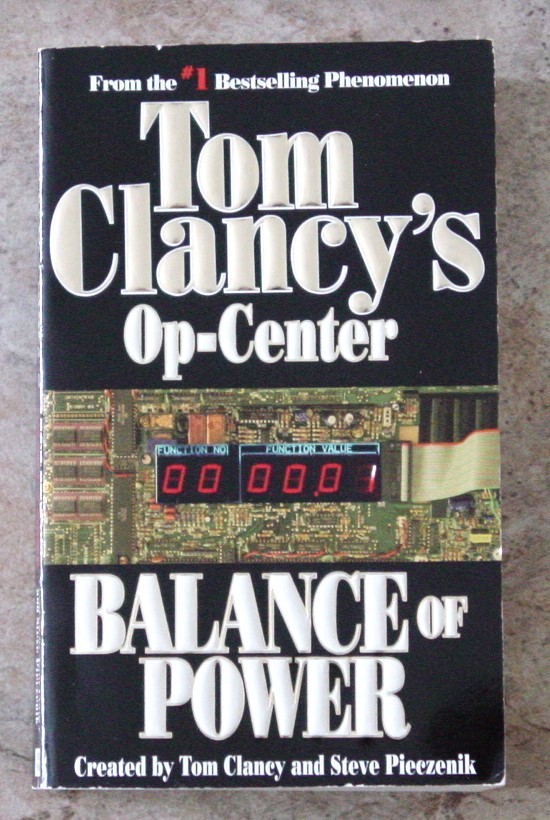 From the #1 Bestselling Phenomenon
Tom
Clancy's
Op-Center
FUNCTION NO
FUNCTION VALUE
00
00.01
BALANCE OF
POWER
Created by Tom Clancy and Steve Pieczenik